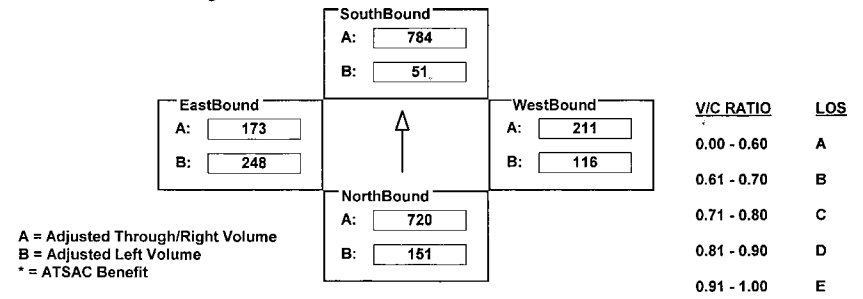 SouthBound
A: 784
B: 51
EastBound
A: 173
B: 248
WestBound
A: 211
B: 116
NorthBound
A: 720
B: 151
A = Adjusted Through/Right Volume
B = Adjusted Left Volume
* = ATSAC Benefit
V/C RATIO LOS
0.00 - 0.60 A
0.61 - 0.70 B
0.71 - 0.80 C
0.81 - 0.90 D
0.91 - 1.00 E